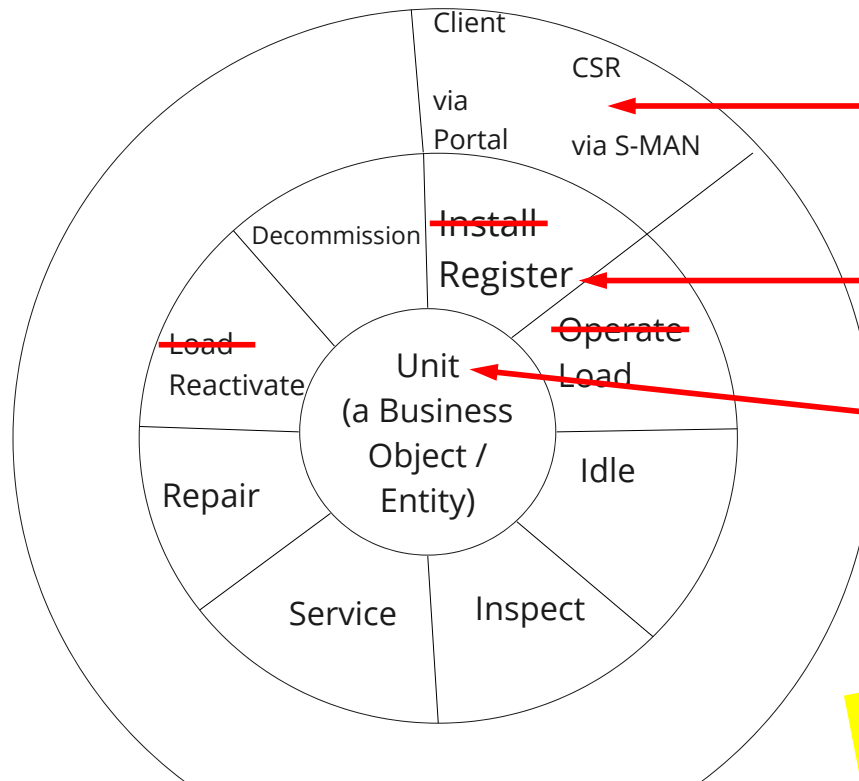 Client
CSR
via
Portal
via S-MAN
Decommission
Install
Register
Operate
Load
Load
Reactivate
Unit
(a Business
Object /
Entity)
Idle
Repair
Service
Inspect